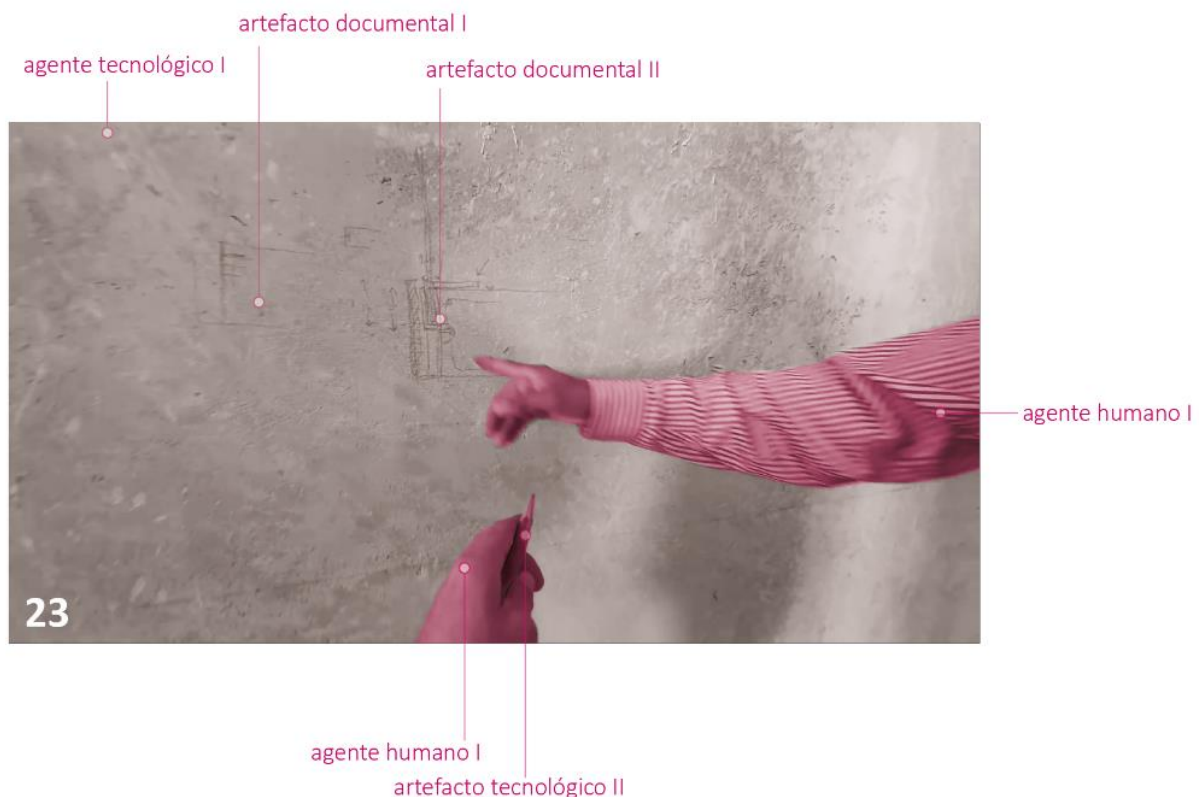 artefacto documental I
agente tecnológico I
artefacto documental II
agente humano I
23
agente humano I
artefacto tecnológico II